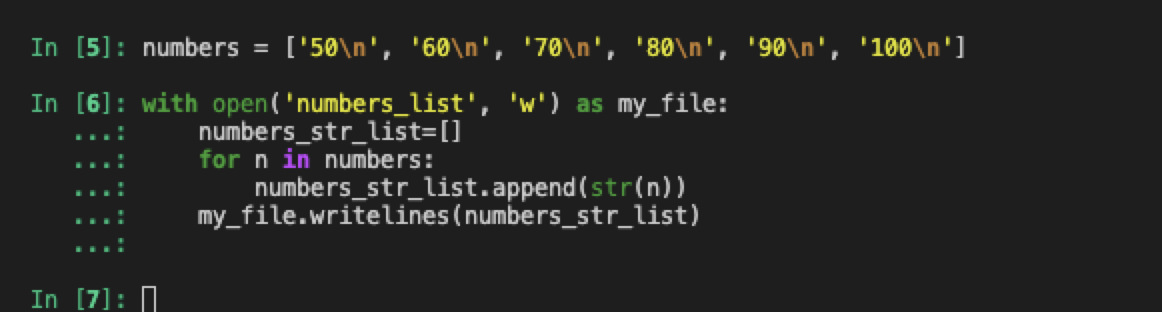 In [5]: numbers = ['50\n', '60\n', '70\n', '80\n', '90\n', '100\n']
In [6]: with open('numbers_list', 'w') as my_file:
   ...:     numbers_str_list=[]
   ...:     for n in numbers:
   ...:         numbers_str_list.append(str(n))
   ...:     my_file.writelines(numbers_str_list)
   ...:
In [7]: